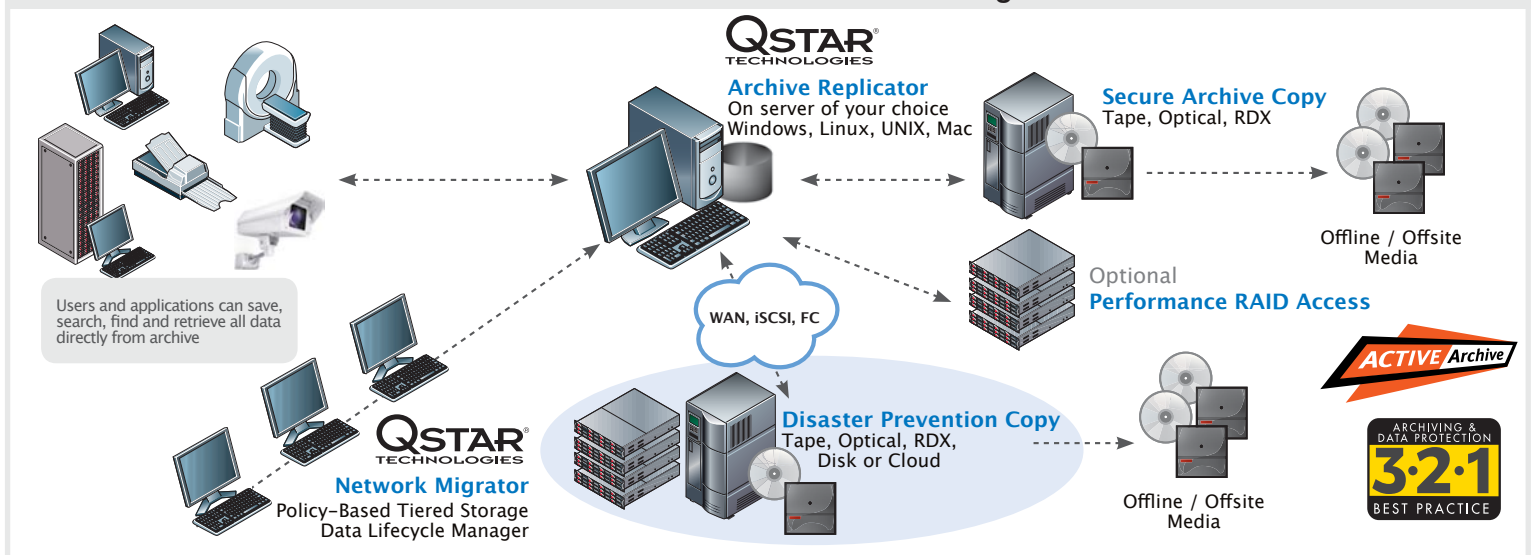 QSTAR®
TECHNOLOGIES
Archive Replicator
On server of your choice
Windows, Linux, UNIX, Mac
Secure Archive Copy
Tape, Optical, RDX
Offline / Offsite
Media
Optional
Performance RAID Access
Users and applications can save,
search, find and retrieve all data
directly from archive
WAN, iSCSI, FC
ACTIVE Archive
QSTAR®
TECHNOLOGIES
Network Migrator
Policy-Based Tiered Storage
Data Lifecycle Manager
Disaster Prevention Copy
Tape, Optical, RDX,
Disk or Cloud
Offline / Offsite
Media
ARCHIVING &
DATA PROTECTION
3·2·1
BEST PRACTICE